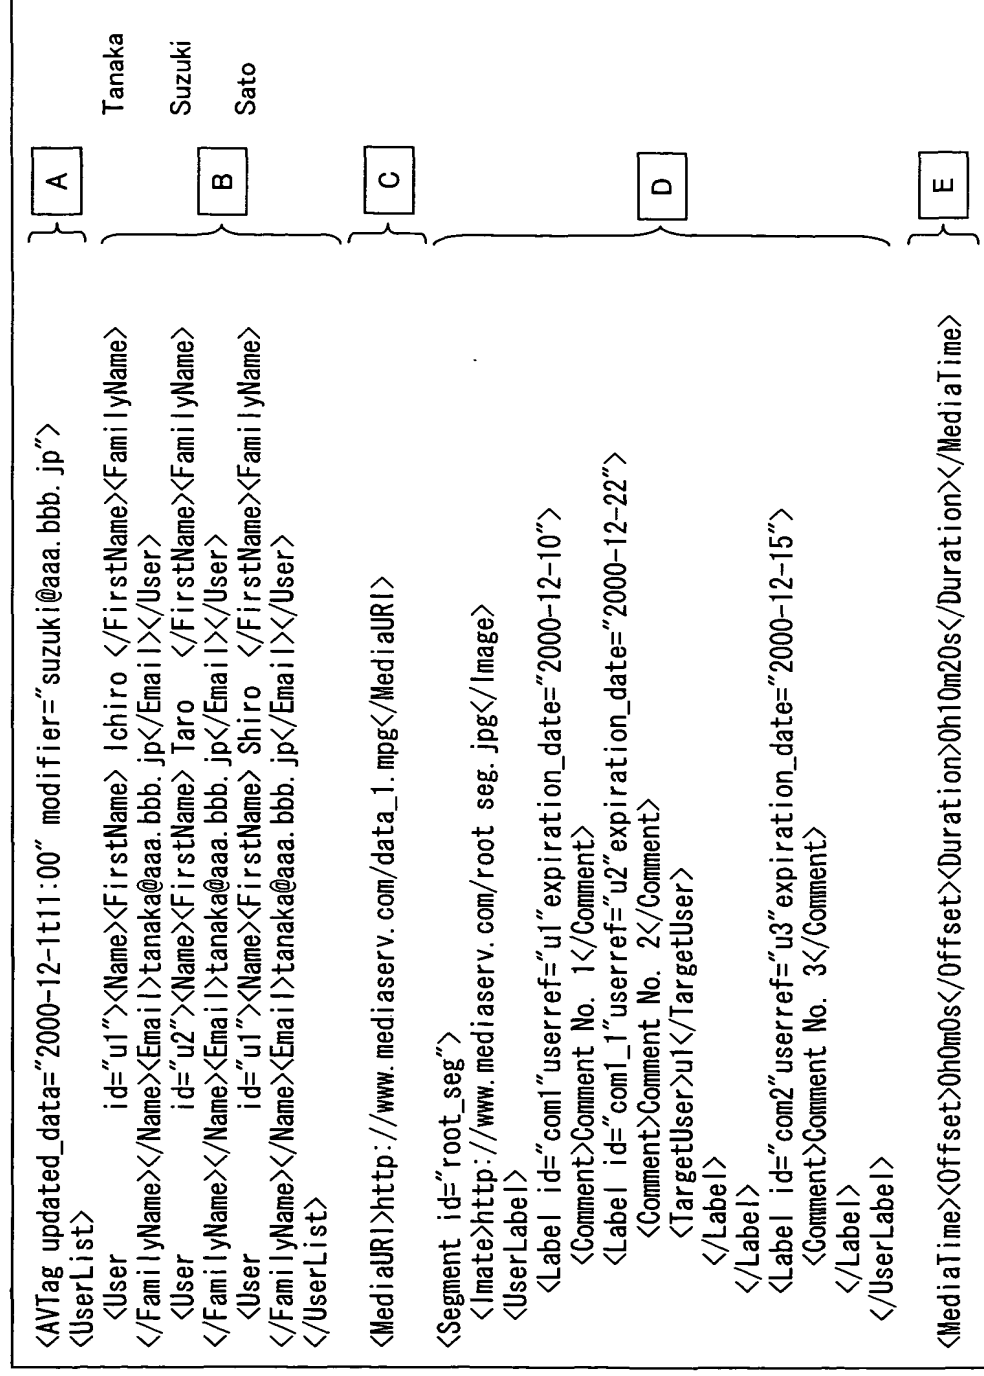 <AVTag updated_data="2000-12-1t11:00" modifier="suzuki@aaa.bbb.jp"> A
<UserList>
<User id="u1"><Name><FirstName> Ichiro </FirstName><FamilyName> Tanaka
</FamilyName></Name><Email>tanaka@aaa.bbb.jp</Email></User>
<User id="u2"><Name><FirstName> Taro </FirstName><FamilyName> Suzuki
</FamilyName></Name><Email>tanaka@aaa.bbb.jp</Email></User> B
<User id="u1"><Name><FirstName> Shiro </FirstName><FamilyName> Sato
</FamilyName></Name><Email>tanaka@aaa.bbb.jp</Email></User>
</UserList>
<MediaURI>http://www.mediaserv.com/data_1.mpg</MediaURI> C
<Segment id="root_seg">
<Imate>http://www.mediaserv.com/root seg.jpg</Image>
<UserLabel>
<Label id="com1"userref="u1"expiration_date="2000-12-10">
<Comment>Comment No. 1</Comment>
<Label id="com1_1"userref="u2"expiration_date="2000-12-22">
<Comment>Comment No. 2</Comment> D
<TargetUser>u1</TargetUser>
</Label>
</Label>
<Label id="com2"userref="u3"expiration_date="2000-12-15">
<Comment>Comment No. 3</Comment>
</Label>
</UserLabel>
<MediaTime><Offset>0h0m0s</Offset><Duration>0h10m20s</Duration></MediaTime> E